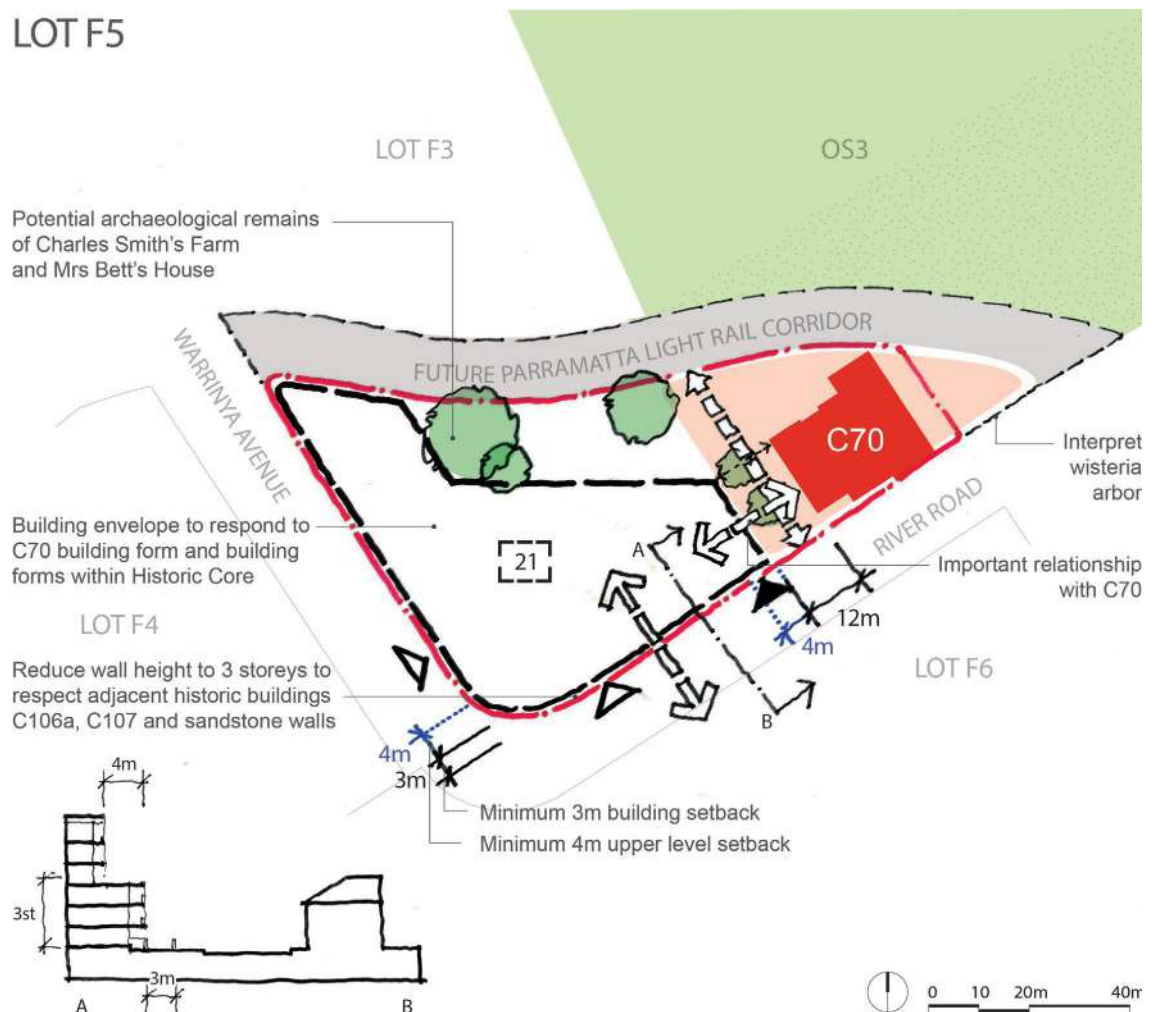 LOT F5
LOT F3
OS3
Potential archaeological remains
of Charles Smith's Farm
and Mrs Bett's House
WARRINYA AVENUE
FUTURE PARRAMATTA LIGHT RAIL CORRIDOR
C70
Interpret
wisteria
arbor
RIVER ROAD
Building envelope to respond to
C70 building form and building
forms within Historic Core
21
A
Important relationship
with C70
12m
4m
LOT F4
LOT F6
Reduce wall height to 3 storeys to
respect adjacent historic buildings
C106a, C107 and sandstone walls
B
4m
3m
Minimum 3m building setback
Minimum 4m upper level setback
4m
3st
3m
A
B
0 10 20m 40m